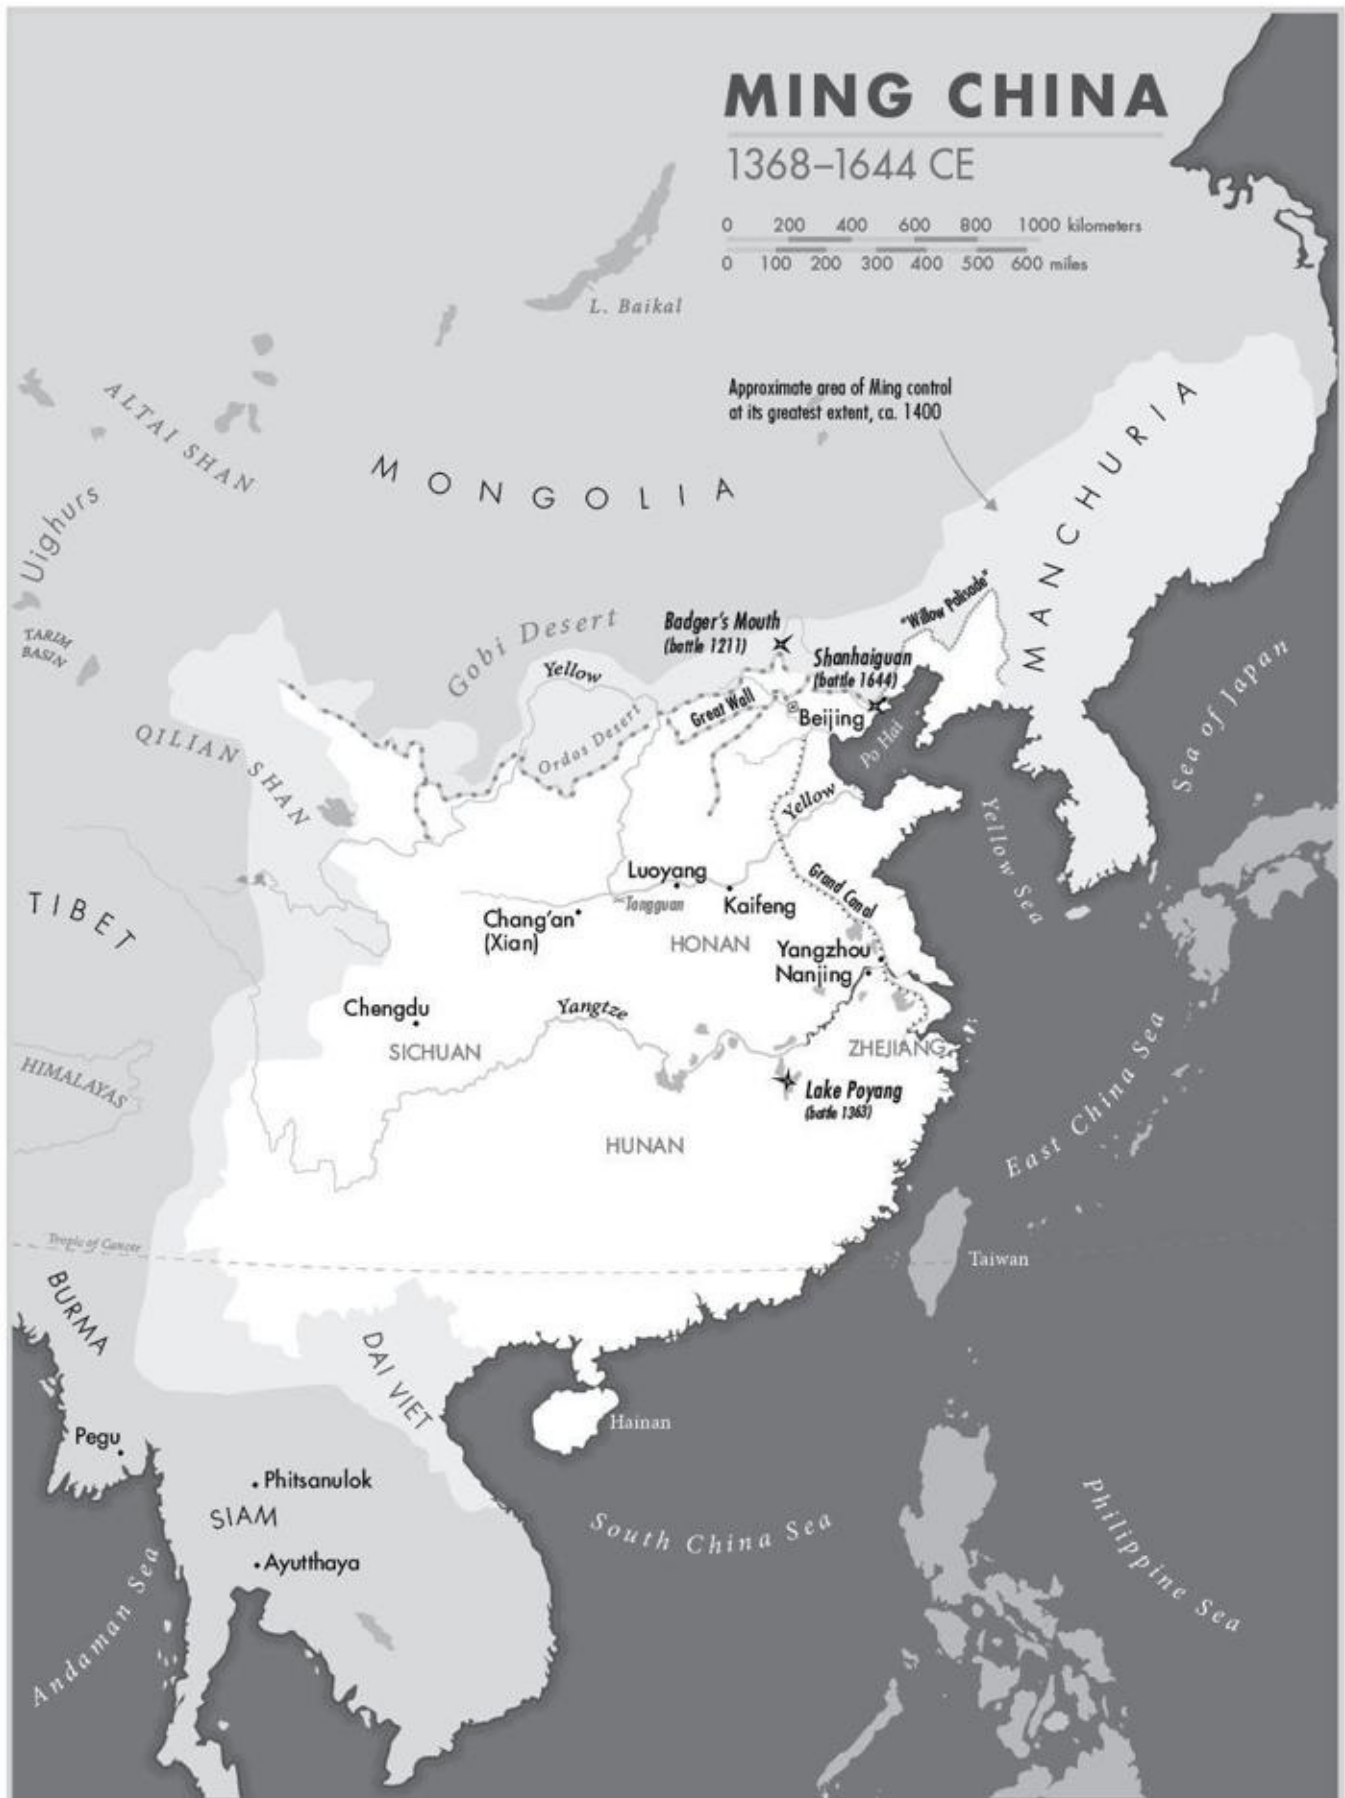 MING CHINA
1368–1644 CE
0 200 400 600 800 1000 kilometers
0 100 200 300 400 500 600 miles
L. Baikal
Approximate area of Ming control
at its greatest extent, ca. 1400
ALTAI SHAN
MONGOLIA
MANCHURIA
Uighurs
TARIM
BASIN
Gobi Desert
Badger's Mouth
(battle 1211)
"Willow Palisade"
Shanhaiguan
(battle 1644)
Yellow
Great Wall
Ordos Desert
Beijing
Po Hai
Sea of Japan
QILIAN SHAN
Yellow
Yellow Sea
Luoyang
Tongguan
Kaifeng
Grand Canal
TIBET
Chang'an
(Xian)
HONAN
Yangzhou
Nanjing
Chengdu
Yangtze
SICHUAN
ZHEJIANG
HIMALAYAS
Lake Poyang
(battle 1363)
East China Sea
HUNAN
Tropic of Cancer
Taiwan
BURMA
DAI VIET
Hainan
Pegu
Phitsanulok
SIAM
Ayutthaya
South China Sea
Philippine Sea
Andaman Sea